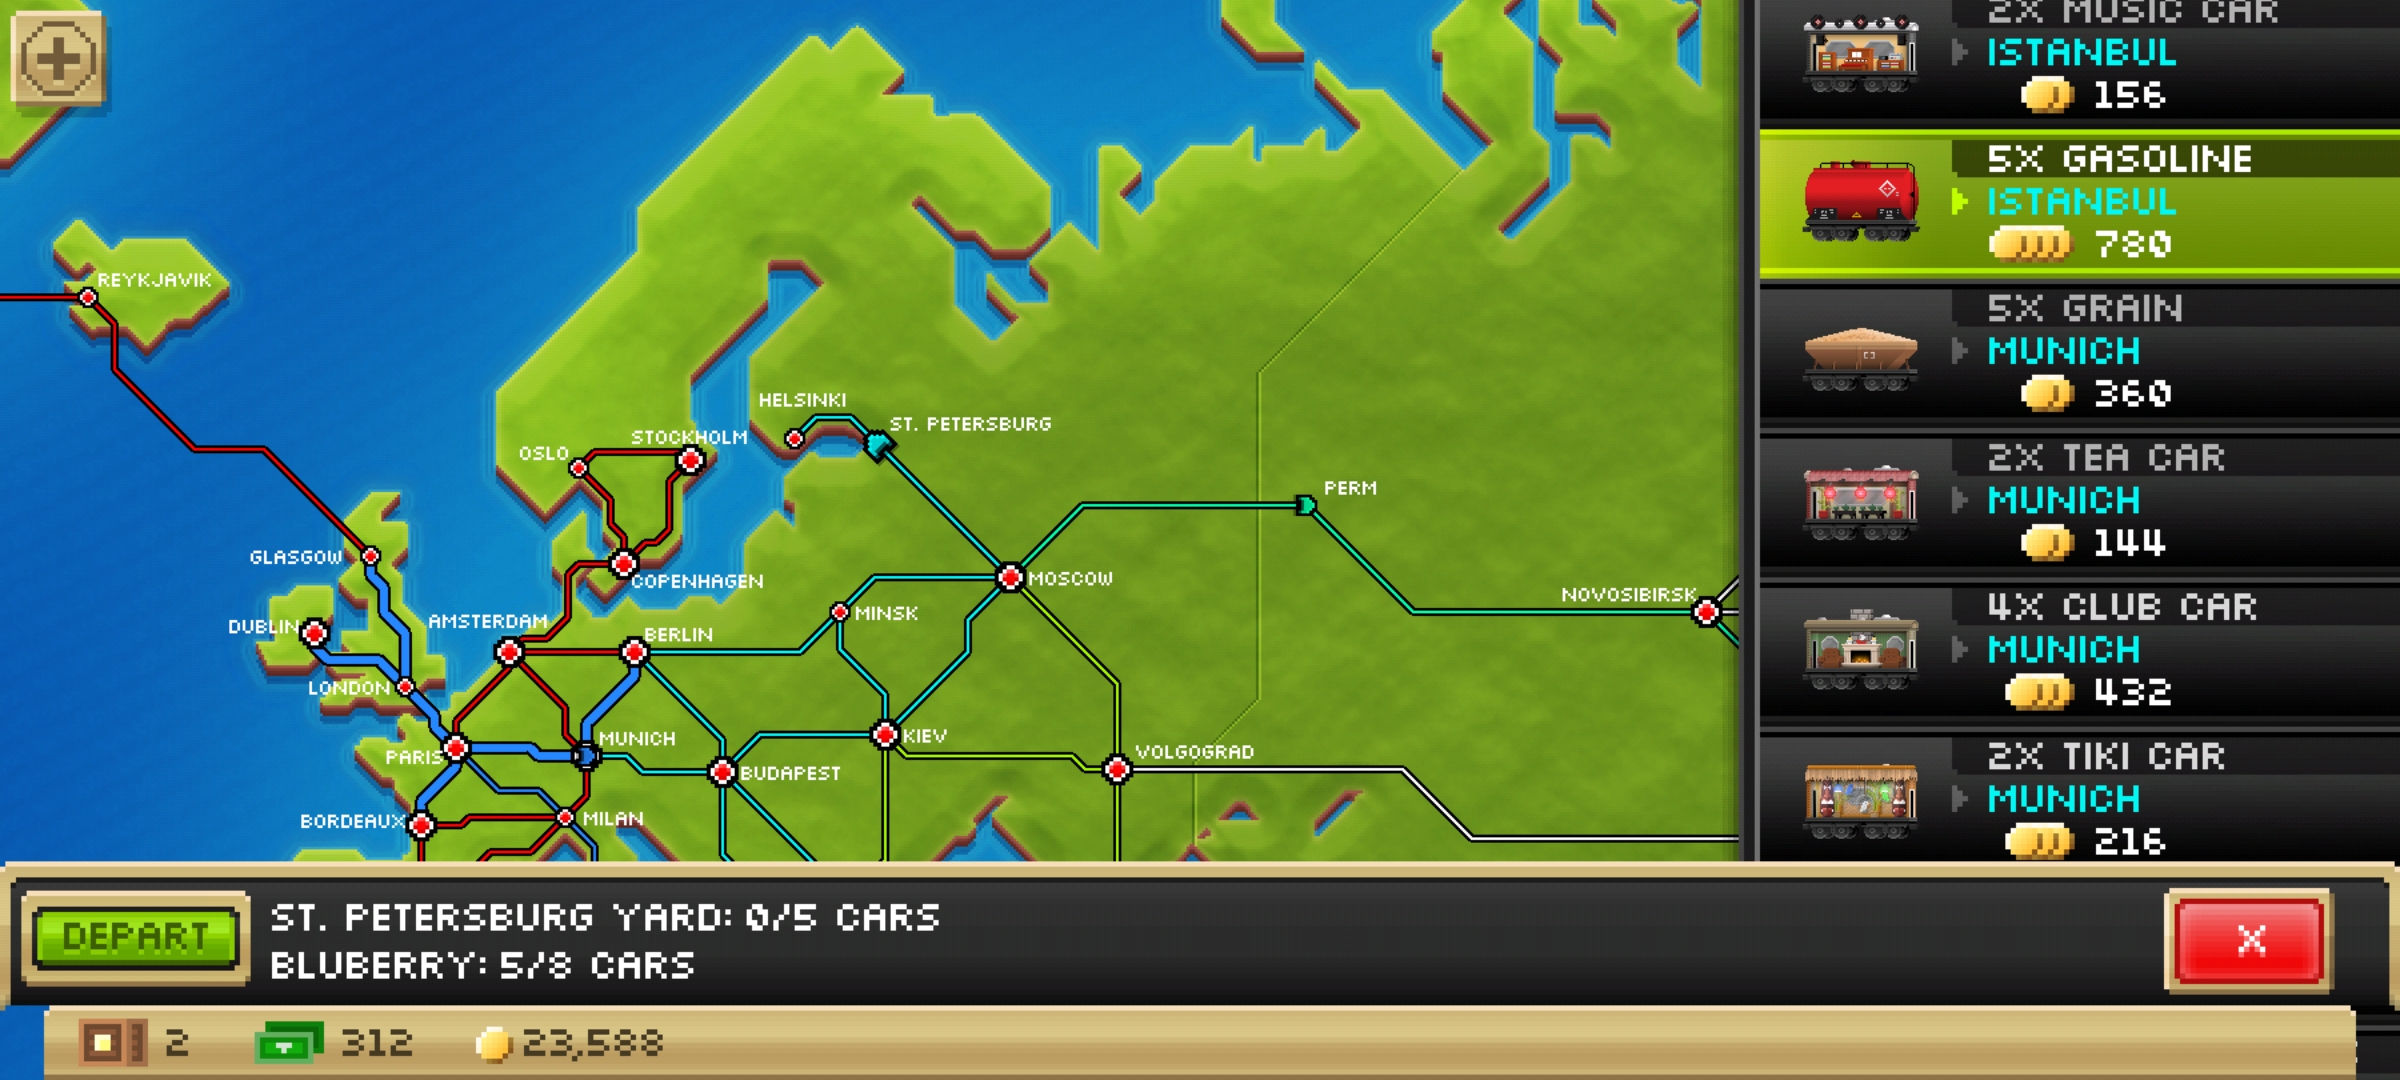 REYKJAVIK
HELSINKI
ST. PETERSBURG
STOCKHOLM
OSLO
PERM
GLASGOW
COPENHAGEN
MOSCOW
NOVOSIBIRSK
MINSK
DUBLIN
AMSTERDAM
BERLIN
LONDON
PARIS
MUNICH
KIEV
VOLGOGRAD
BUDAPEST
BORDEAUX
MILAN
2X MUSIC CAR
ISTANBUL
156
5X GASOLINE
ISTANBUL
780
5X GRAIN
MUNICH
360
2X TEA CAR
MUNICH
144
4X CLUB CAR
MUNICH
432
2X TIKI CAR
MUNICH
216
DEPART
ST. PETERSBURG YARD: 0/5 CARS
BLUBERRY: 5/8 CARS
X
2
312
23,588